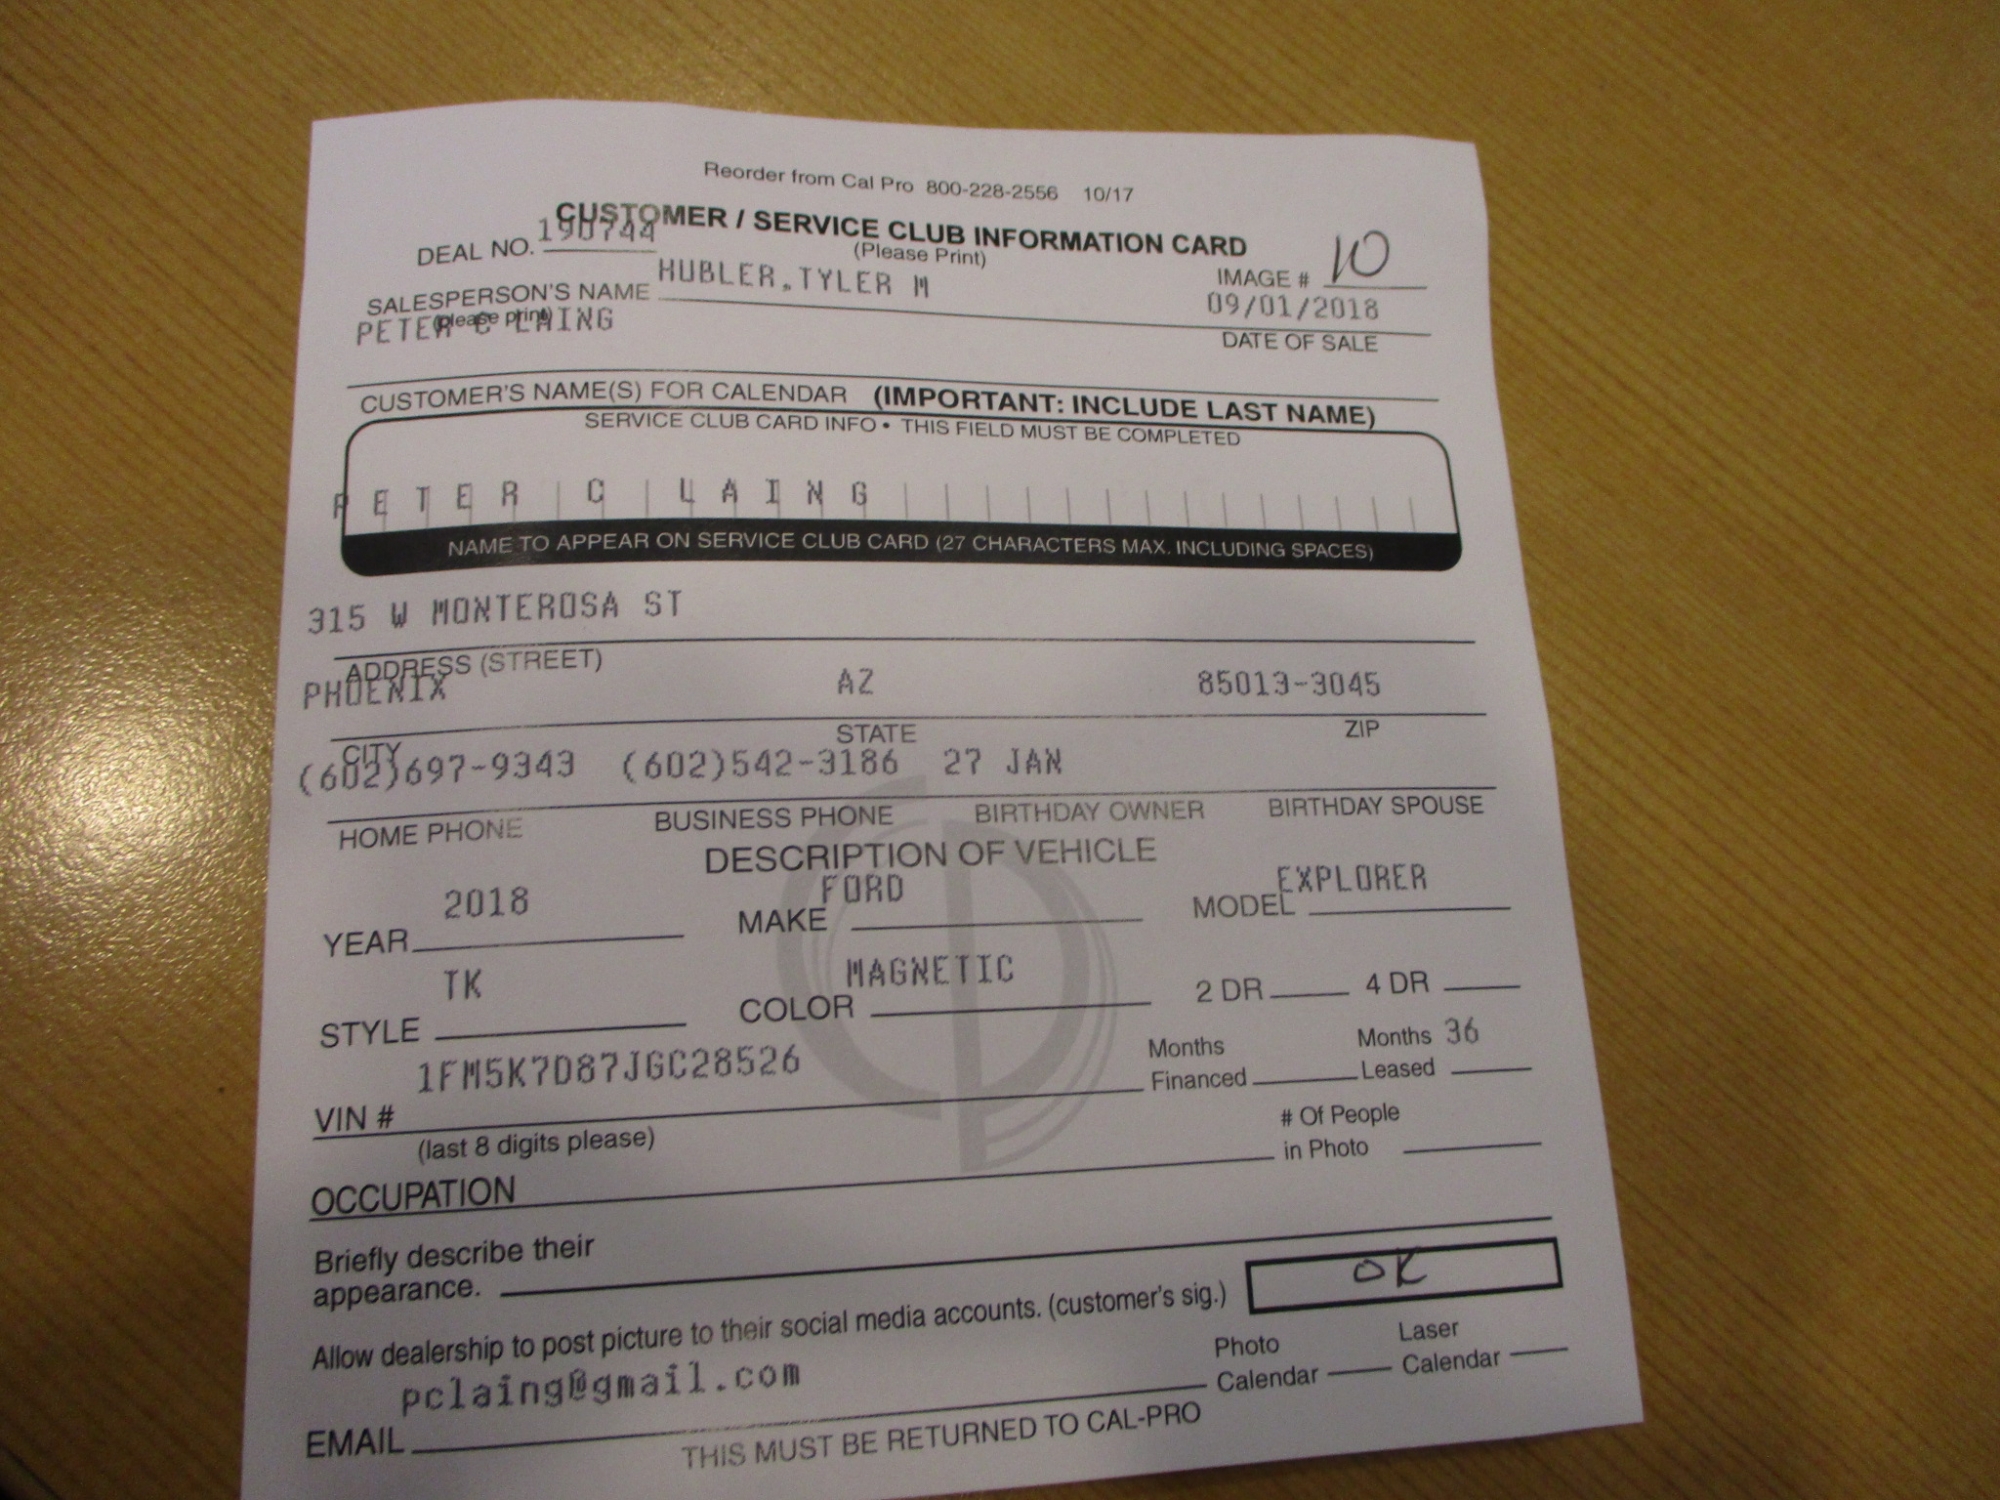 Reorder from Cal Pro 800-228-2556 10/17
CUSTOMER / SERVICE CLUB INFORMATION CARD
(Please Print)
DEAL NO. 190744
IMAGE # 10
SALESPERSON'S NAME HUBLER,TYLER M
(please print)
09/01/2018
PETER C LAING
DATE OF SALE
CUSTOMER'S NAME(S) FOR CALENDAR (IMPORTANT: INCLUDE LAST NAME)
SERVICE CLUB CARD INFO • THIS FIELD MUST BE COMPLETED
PETER C LAING
NAME TO APPEAR ON SERVICE CLUB CARD (27 CHARACTERS MAX. INCLUDING SPACES)
315 W MONTEROSA ST
ADDRESS (STREET)
PHOENIX AZ 85013-3045
CITY STATE ZIP
(602)697-9343 (602)542-3186 27 JAN
HOME PHONE BUSINESS PHONE BIRTHDAY OWNER BIRTHDAY SPOUSE
DESCRIPTION OF VEHICLE
YEAR 2018 MAKE FORD MODEL EXPLORER
STYLE TK COLOR MAGNETIC 2 DR 4 DR
1FM5K7D87JGC28526
VIN #
(last 8 digits please)
Months Financed
Months Leased 36
# Of People in Photo
OCCUPATION
Briefly describe their
appearance.
Allow dealership to post picture to their social media accounts. (customer's sig.) OK
Photo Calendar
Laser Calendar
pclaing@gmail.com
EMAIL
THIS MUST BE RETURNED TO CAL-PRO